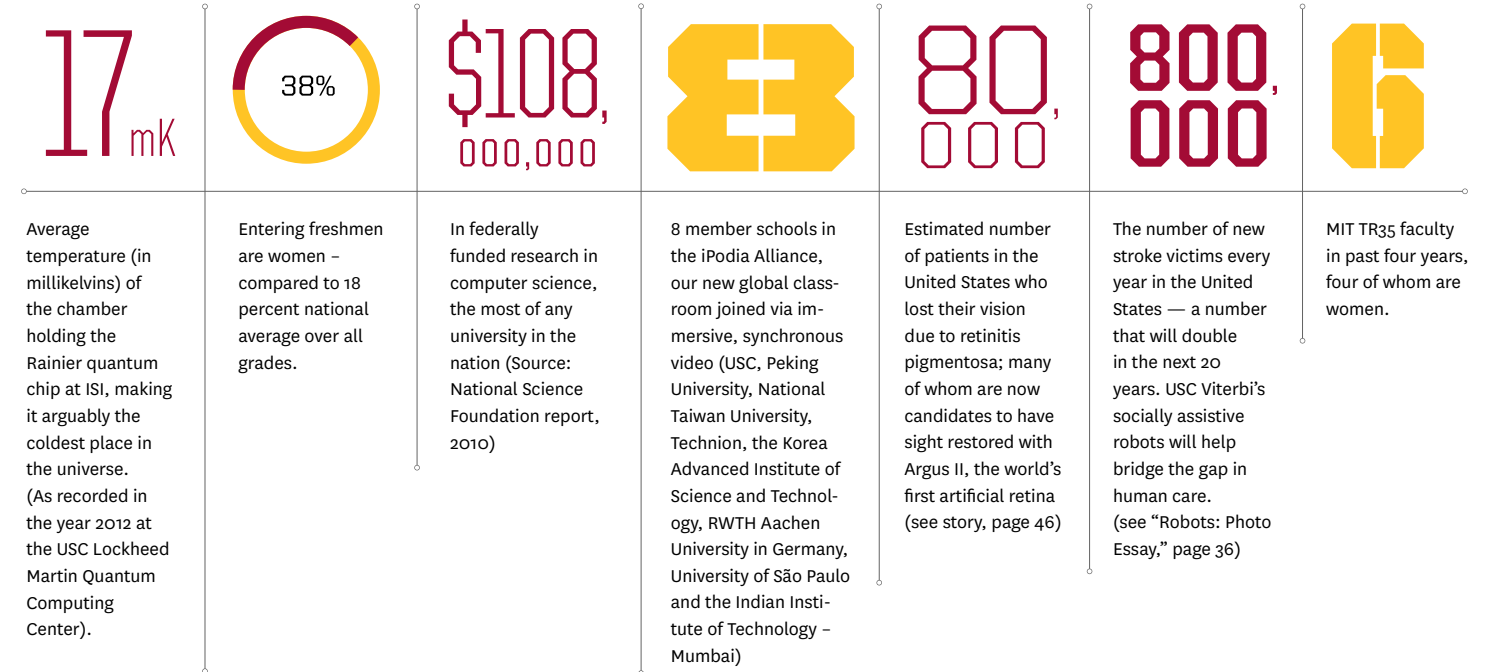 17 mK
Average
temperature (in
millikelvins) of
the chamber
holding the
Rainier quantum
chip at ISI, making
it arguably the
coldest place in
the universe.
(As recorded in
the year 2012 at
the USC Lockheed
Martin Quantum
Computing
Center).
38%
Entering freshmen
are women –
compared to 18
percent national
average over all
grades.
$108,
000,000
In federally
funded research in
computer science,
the most of any
university in the
nation (Source:
National Science
Foundation report,
2010)
8
8 member schools in
the iPodia Alliance,
our new global class-
room joined via im-
mersive, synchronous
video (USC, Peking
University, National
Taiwan University,
Technion, the Korea
Advanced Institute of
Science and Technol-
ogy, RWTH Aachen
University in Germany,
University of São Paulo
and the Indian Insti-
tute of Technology –
Mumbai)
80,
000
Estimated number
of patients in the
United States who
lost their vision
due to retinitis
pigmentosa; many
of whom are now
candidates to have
sight restored with
Argus II, the world’s
first artificial retina
(see story, page 46)
800,
000
The number of new
stroke victims every
year in the United
States — a number
that will double
in the next 20
years. USC Viterbi’s
socially assistive
robots will help
bridge the gap in
human care.
(see “Robots: Photo
Essay,” page 36)
6
MIT TR35 faculty
in past four years,
four of whom are
women.